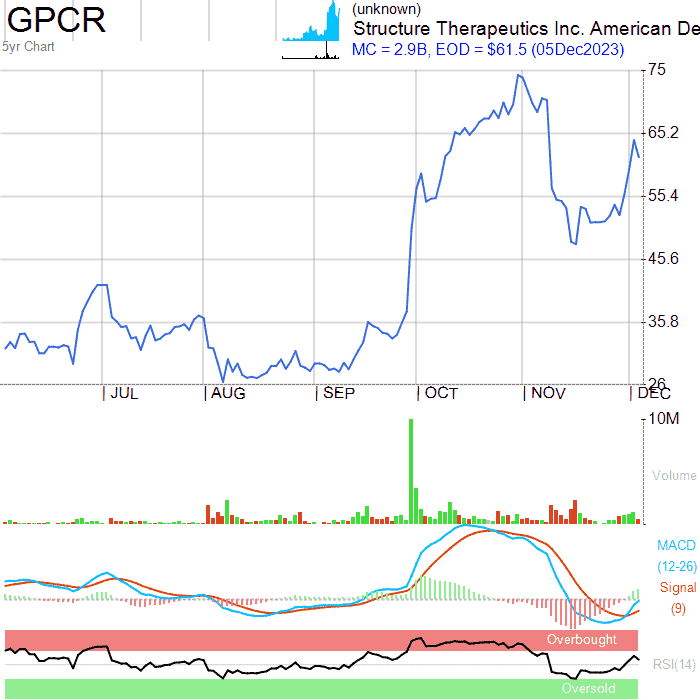 GPCR
5yr Chart
(unknown)
Structure Therapeutics Inc. American De
MC = 2.9B, EOD = $61.5 (05Dec2023)
75
65.2
55.4
45.6
35.8
26
JUL AUG SEP OCT NOV DEC
10M
Volume
MACD
(12-26)
Signal
(9)
Overbought
RSI(14)
Oversold